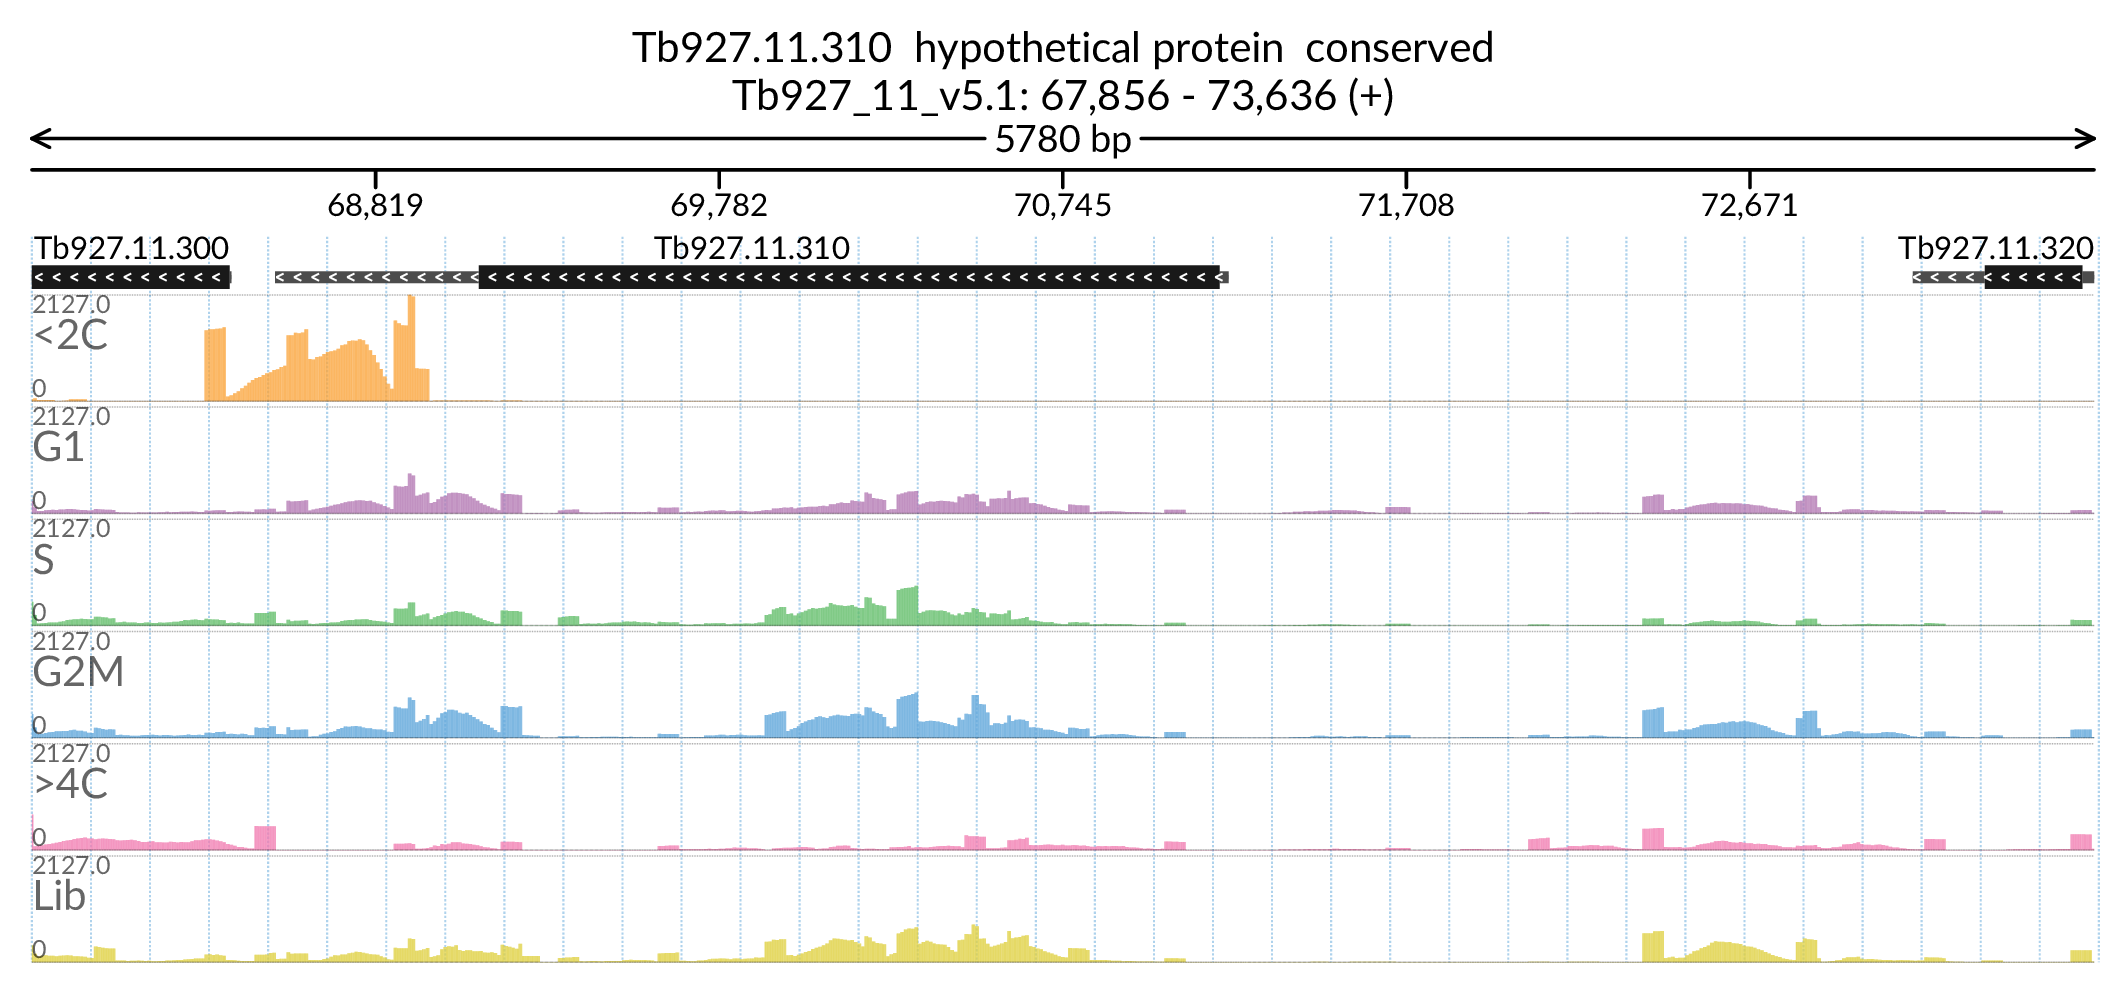 Tb927.11.310  hypothetical protein  conserved
Tb927_11_v5.1: 67,856 - 73,636 (+)
5780 bp
68,819 69,782 70,745 71,708 72,671
Tb927.11.300 Tb927.11.310 Tb927.11.320
2127.0
<2C
0
2127.0
G1
0
2127.0
S
0
2127.0
G2M
0
2127.0
>4C
0
2127.0
Lib
0